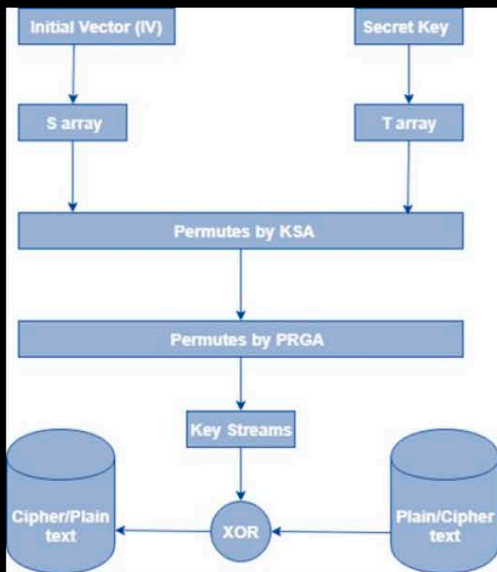 Initial Vector (IV)
Secret Key
S array
T array
Permutes by KSA
Permutes by PRGA
Key Streams
Cipher/Plain
text
XOR
Plain/Cipher
text